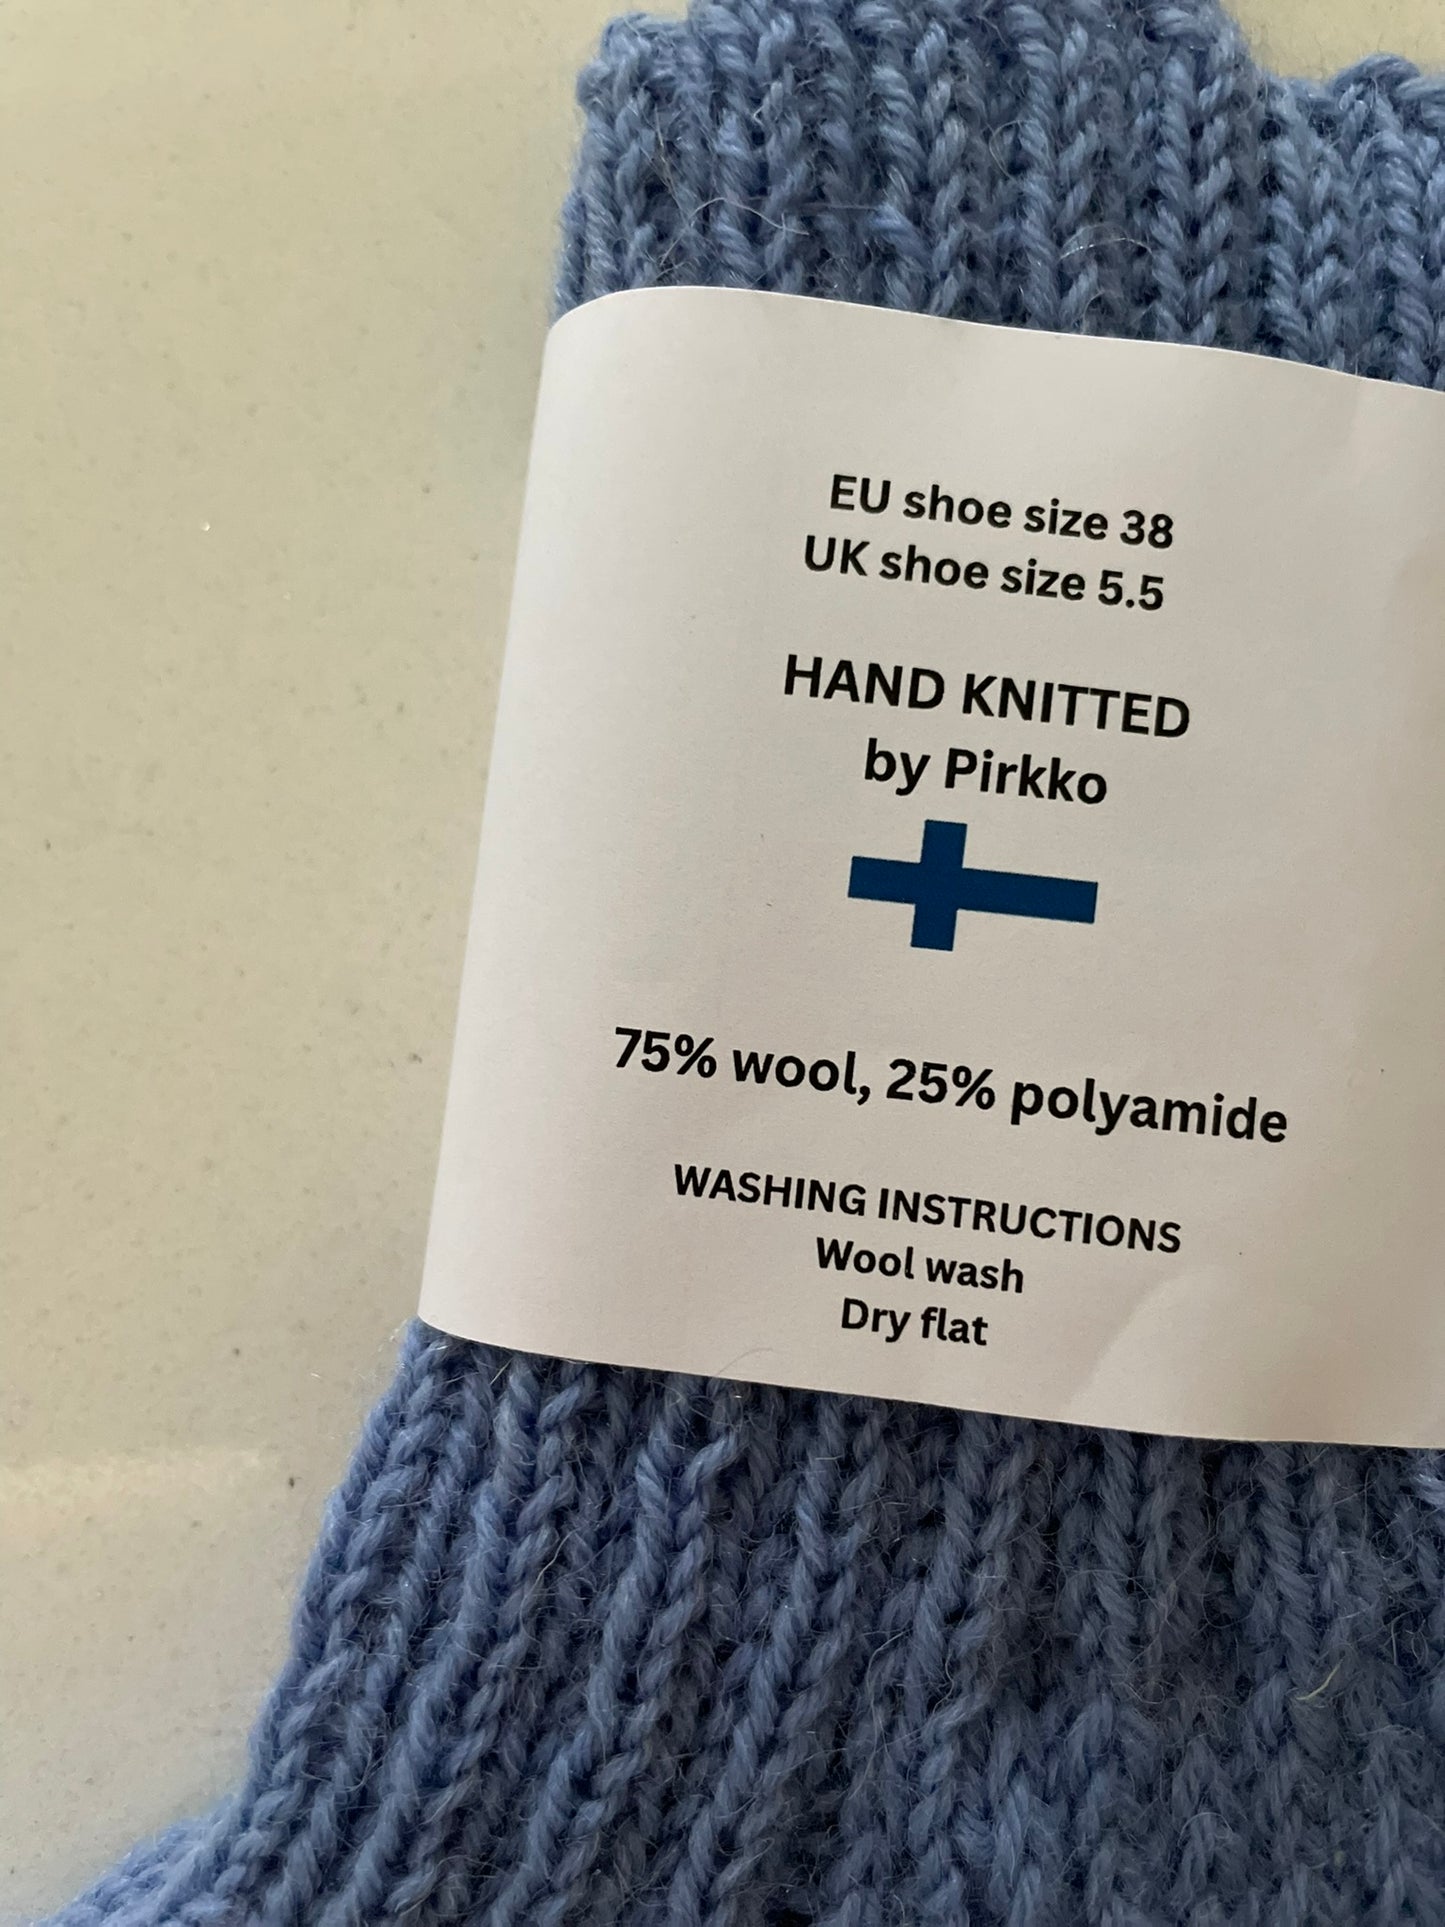 EU shoe size 38
UK shoe size 5.5
HAND KNITTED
by Pirkko
75% wool, 25% polyamide
WASHING INSTRUCTIONS
Wool wash
Dry flat